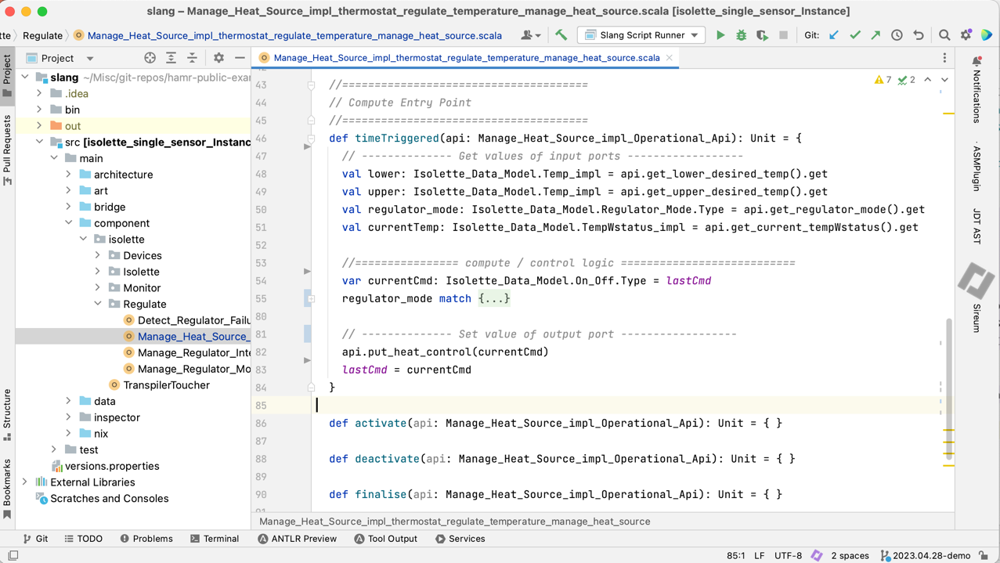 slang – Manage_Heat_Source_impl_thermostat_regulate_temperature_manage_heat_source.scala [isolette_single_sensor_Instance]
Regulate Manage_Heat_Source_impl_thermostat_regulate_temperature_manage_heat_source.scala Slang Script Runner Git:
Project
Manage_Heat_Source_impl_thermostat_regulate_temperature_manage_heat_source.scala
Project
Pull Requests
Structure
Bookmarks
slang ~/Misc/git-repos/hamr-public-exa
.idea
bin
out
src [isolette_single_sensor_Instanc
main
architecture
art
bridge
component
isolette
Devices
Isolette
Monitor
Regulate
Detect_Regulator_Failu
Manage_Heat_Source_
Manage_Regulator_Inte
Manage_Regulator_Mo
TranspilerToucher
data
inspector
nix
test
versions.properties
External Libraries
Scratches and Consoles
7 2
43 //======================================
44 // Compute Entry Point
45 //======================================
46 def timeTriggered(api: Manage_Heat_Source_impl_Operational_Api): Unit = {
47 // -------------- Get values of input ports ------------------
48 val lower: Isolette_Data_Model.Temp_impl = api.get_lower_desired_temp().get
49 val upper: Isolette_Data_Model.Temp_impl = api.get_upper_desired_temp().get
50 val regulator_mode: Isolette_Data_Model.Regulator_Mode.Type = api.get_regulator_mode().get
51 val currentTemp: Isolette_Data_Model.TempWstatus_impl = api.get_current_tempWstatus().get
52
53 //================ compute / control logic ===========================
54 var currentCmd: Isolette_Data_Model.On_Off.Type = lastCmd
55 regulator_mode match {...}
80
81 // -------------- Set value of output port ------------------
82 api.put_heat_control(currentCmd)
83 lastCmd = currentCmd
84 }
85
86 def activate(api: Manage_Heat_Source_impl_Operational_Api): Unit = { }
87
88 def deactivate(api: Manage_Heat_Source_impl_Operational_Api): Unit = { }
89
90 def finalise(api: Manage_Heat_Source_impl_Operational_Api): Unit = { }
Manage_Heat_Source_impl_thermostat_regulate_temperature_manage_heat_source
Notifications
ASMPlugin
JDT AST
Sireum
Git TODO Problems Terminal ANTLR Preview Tool Output Services
85:1 LF UTF-8 2 spaces 2023.04.28-demo